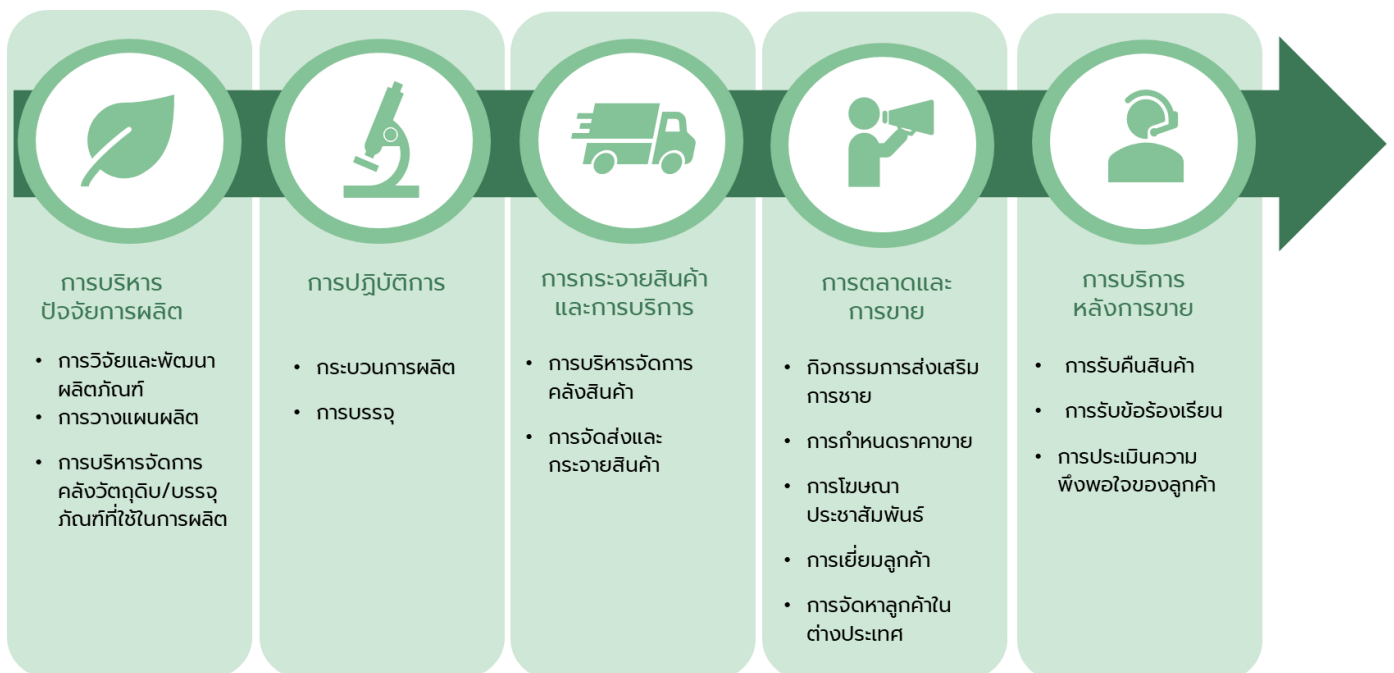 การบริหาร
ปัจจัยการผลิต
• การวิจัยและพัฒนา
ผลิตภัณฑ์
• การวางแผนผลิต
• การบริหารจัดการ
คลังวัตถุดิบ/บรรจุ
ภัณฑ์ที่ใช้ในการผลิต
การปฏิบัติการ
• กระบวนการผลิต
• การบรรจุ
การกระจายสินค้า
และการบริการ
• การบริหารจัดการ
คลังสินค้า
• การจัดส่งและ
กระจายสินค้า
การตลาดและ
การขาย
• กิจกรรมการส่งเสริม
การชาย
• การกำหนดราคาขาย
• การโฆษณา
ประชาสัมพันธ์
• การเยี่ยมลูกค้า
• การจัดหาลูกค้าใน
ต่างประเทศ
การบริการ
หลังการขาย
• การรับคืนสินค้า
• การรับข้อร้องเรียน
• การประเมินความ
พึงพอใจของลูกค้า